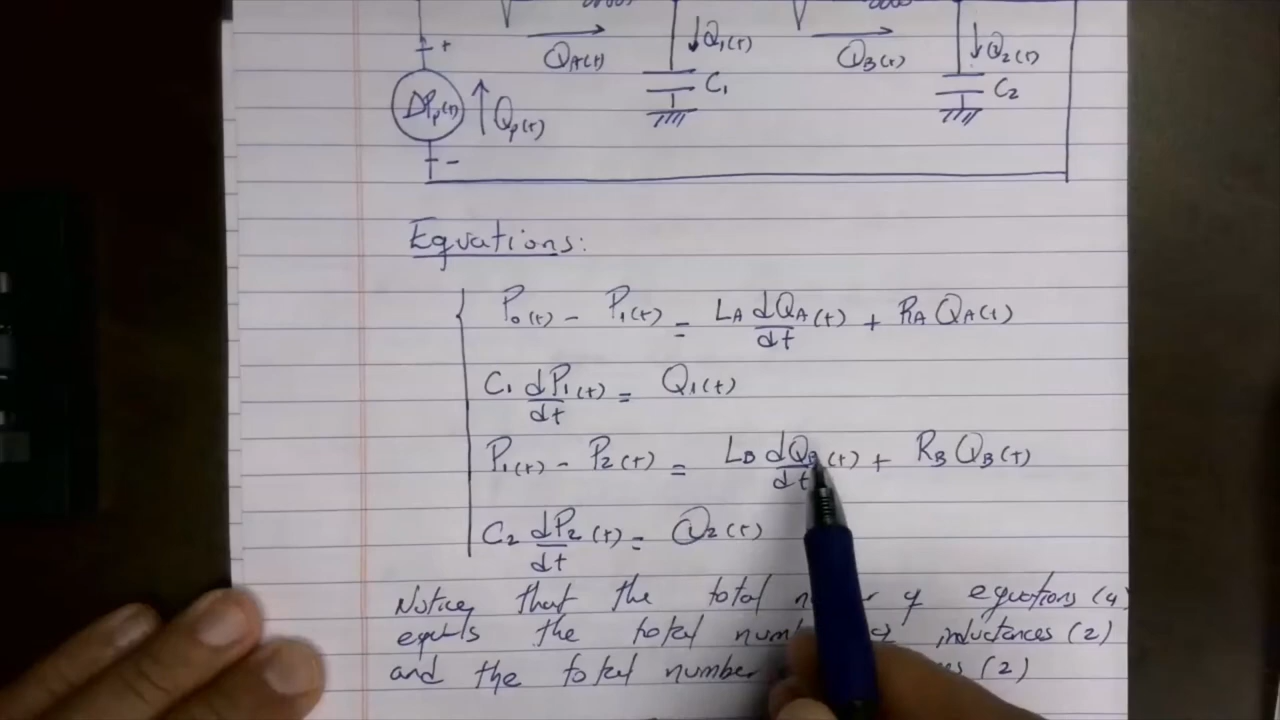 Q₁(t)
Q₂(t)
QA(t)
QB(t)
C₁
C₂
+
ΔPp(t)
Qp(t)
-
Equations:
P₀(t) - P₁(t) = LA dQA(t)/dt + RA QA(t)
C₁ dP₁(t)/dt = Q₁(t)
P₁(t) - P₂(t) = LB dQB(t)/dt + RB QB(t)
C₂ dP₂(t)/dt = Q₂(t)
Notice that the total of equations (4)
equals the total inductances (2)
and the total number (2)